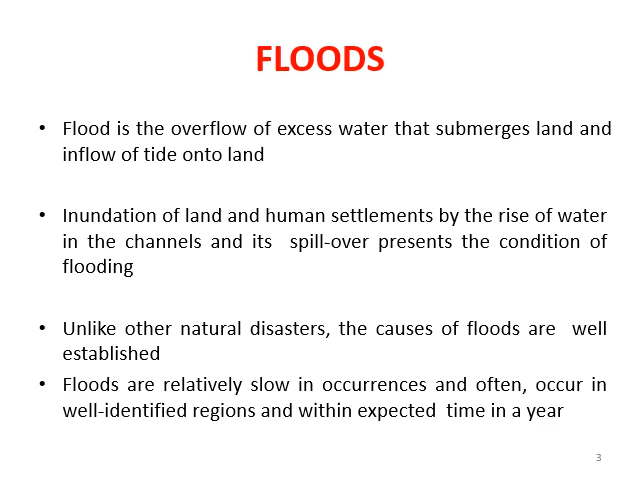 FLOODS
• Flood is the overflow of excess water that submerges land and
inflow of tide onto land
• Inundation of land and human settlements by the rise of water
in the channels and its spill-over presents the condition of
flooding
• Unlike other natural disasters, the causes of floods are well
established
• Floods are relatively slow in occurrences and often, occur in
well-identified regions and within expected time in a year
3